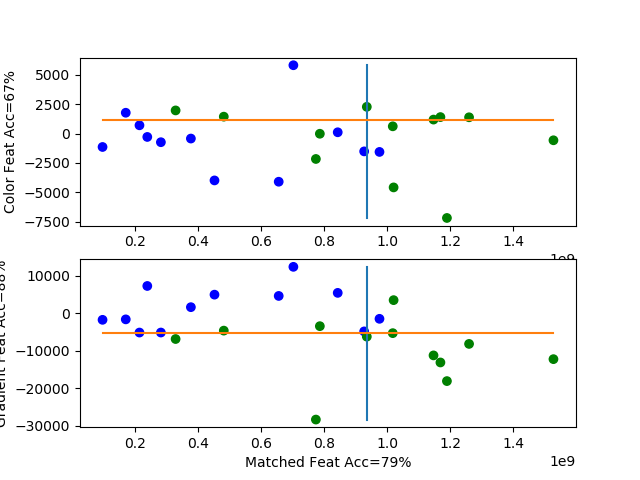 Color Feat Acc=67%
5000
2500
0
−2500
−5000
−7500
0.2 0.4 0.6 0.8 1.0 1.2 1.4
Gradient Feat Acc=88%
10000
0
−10000
−20000
−30000
0.2 0.4 0.6 0.8 1.0 1.2 1.4
1e9
Matched Feat Acc=79%